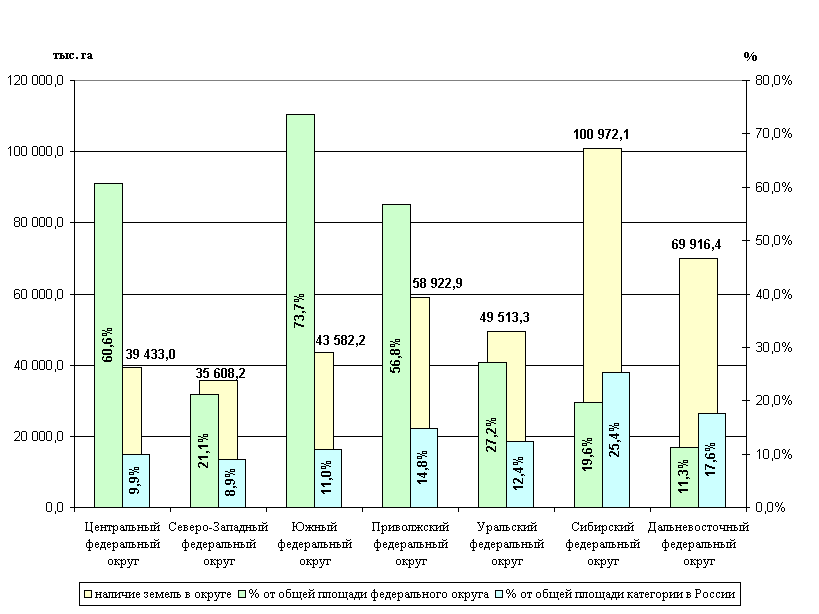 тыс.га %
120 000,0 80,0%
70,0%
100 972,1
100 000,0
60,0%
80 000,0
50,0%
69 916,4
60 000,0 40,0%
58 922,9
49 513,3
73,7%
43 582,2
60,6%
39 433,0
56,8%
30,0%
40 000,0
35 608,2
20,0%
20 000,0
21,1%
27,2%
19,6%
25,4%
17,6%
10,0%
9,9%
8,9%
11,0%
14,8%
12,4%
11,3%
0,0 0,0%
Центральный федеральный округ
Северо-Западный федеральный округ
Южный федеральный округ
Приволжский федеральный округ
Уральский федеральный округ
Сибирский федеральный округ
Дальневосточный федеральный округ
наличие земель в округе % от общей площади федерального округа % от общей площади категории в России